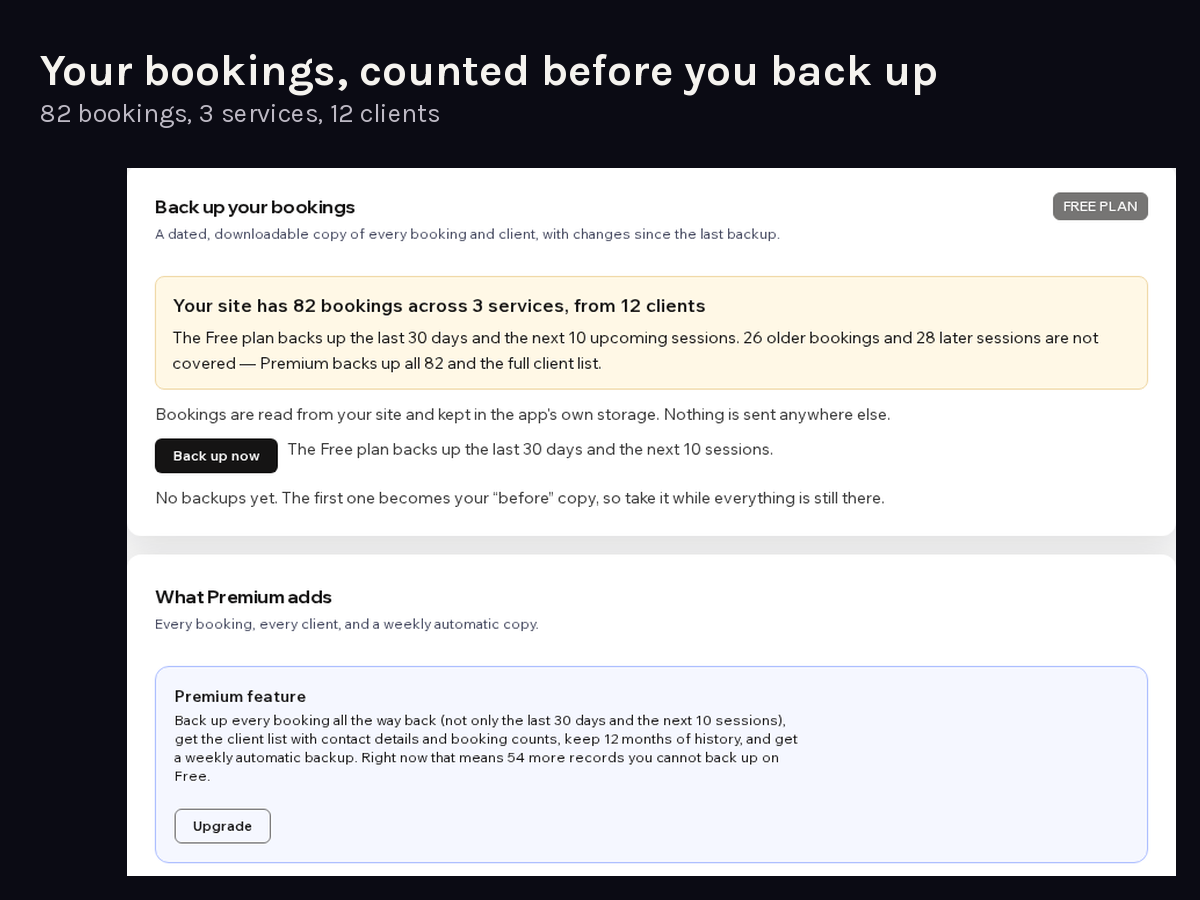 Your bookings, counted before you back up
82 bookings, 3 services, 12 clients
Back up your bookings
FREE PLAN
A dated, downloadable copy of every booking and client, with changes since the last backup.
Your site has 82 bookings across 3 services, from 12 clients
The Free plan backs up the last 30 days and the next 10 upcoming sessions. 26 older bookings and 28 later sessions are not
covered — Premium backs up all 82 and the full client list.
Bookings are read from your site and kept in the app's own storage. Nothing is sent anywhere else.
Back up now
The Free plan backs up the last 30 days and the next 10 sessions.
No backups yet. The first one becomes your “before” copy, so take it while everything is still there.
What Premium adds
Every booking, every client, and a weekly automatic copy.
Premium feature
Back up every booking all the way back (not only the last 30 days and the next 10 sessions),
get the client list with contact details and booking counts, keep 12 months of history, and get
a weekly automatic backup. Right now that means 54 more records you cannot back up on
Free.
Upgrade